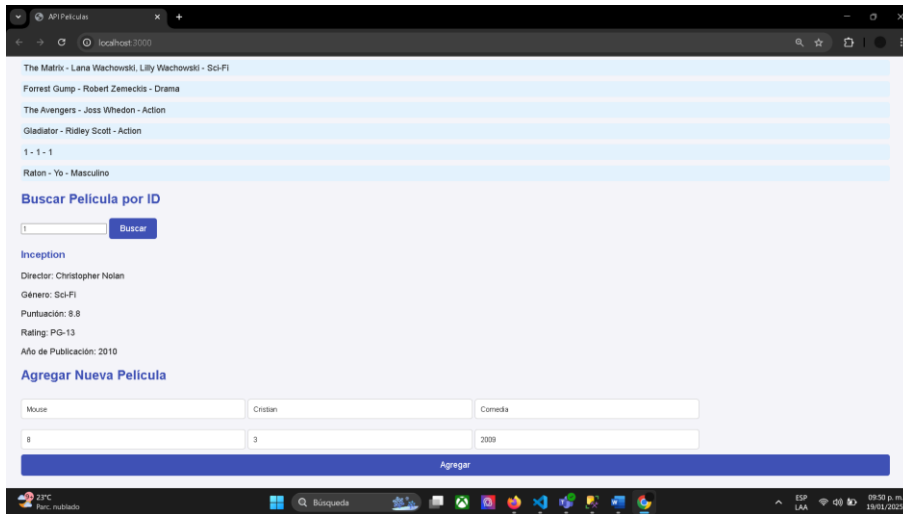 API Peliculas
localhost:3000
The Matrix - Lana Wachowski, Lilly Wachowski - Sci-Fi
Forrest Gump - Robert Zemeckis - Drama
The Avengers - Joss Whedon - Action
Gladiator - Ridley Scott - Action
1 - 1 - 1
Raton - Yo - Masculino
Buscar Película por ID
1 Buscar
Inception
Director: Christopher Nolan
Género: Sci-Fi
Puntuación: 8.8
Rating: PG-13
Año de Publicación: 2010
Agregar Nueva Película
Mouse Cristian Comedia
8 3 2009
Agregar
23°C
Parc. nublado
Búsqueda
ESP
LAA
09:50 p. m.
19/01/2025